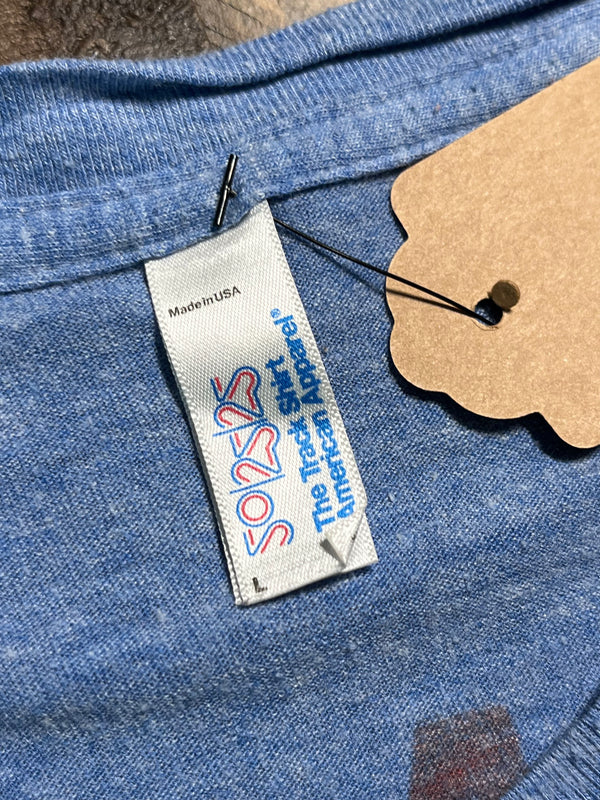 Made in USA
50/25/25
The Track Shirt
American Apparel®
L